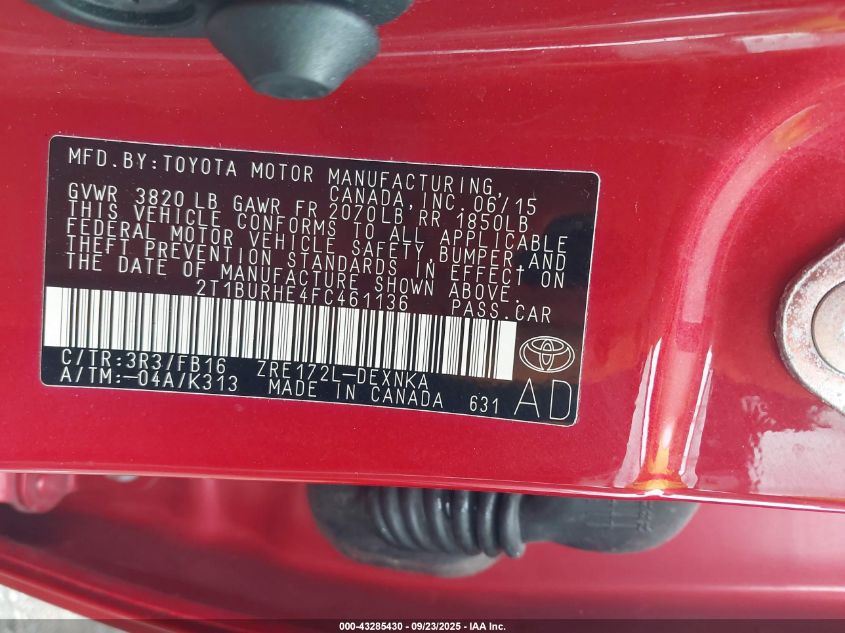 MFD.BY:TOYOTA MOTOR MANUFACTURING,
CANADA, INC. 06/15
GVWR 3820 LB GAWR FR 2070LB RR 1850LB
THIS VEHICLE CONFORMS TO ALL APPLICABLE
FEDERAL MOTOR VEHICLE SAFETY, BUMPER, AND
THEFT PREVENTION STANDARDS IN EFFECT ON
THE DATE OF MANUFACTURE SHOWN ABOVE.
2T1BURHE4FC461136 PASS.CAR
C/TR:3R3/FB16 ZRE172L-DEXNKA
A/TM:-04A/K313 MADE IN CANADA 631 AD
000-43285430 - 09/23/2025 - IAA Inc.